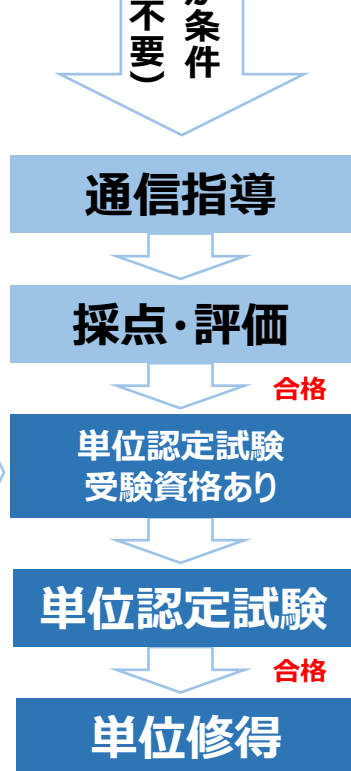 条件
不要)
通信指導
採点・評価
合格
単位認定試験
受験資格あり
単位認定試験
合格
単位修得